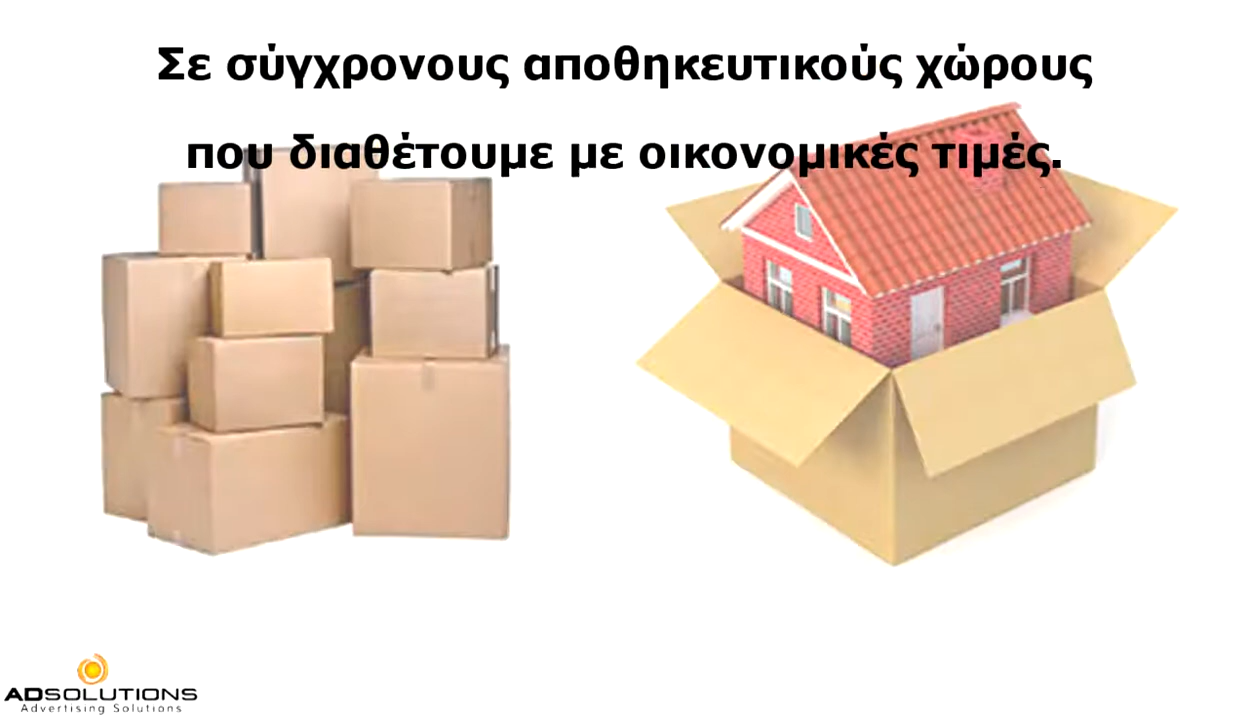 Σε σύγχρονους αποθηκευτικούς χώρους
που διαθέτουμε με οικονομικές τιμές.
ADSOLUTIONS
Advertising Solutions